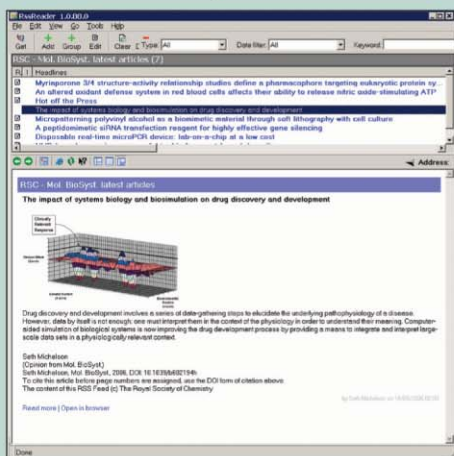 RssReader 1.0.88.0
File Edit View Go Tools Help
Get Add Group Edit Clear Type: All Date filter: All Keyword:
RSC - Mol. BioSyst. latest articles (7)
R ! Headlines
Myriaporone 3/4 structure-activity relationship studies define a pharmacophore targeting eukaryotic protein sy...
An altered oxidant defense system in red blood cells affects their ability to release nitric oxide-stimulating ATP
Hot off the Press
The impact of systems biology and biosimulation on drug discovery and development
Micropatterning polyvinyl alcohol as a biomimetic material through soft lithography with cell culture
A peptidomimetic siRNA transfection reagent for highly effective gene silencing
Disposable real-time microPCR device: lab-on-a-chip at a low cost
Address:
RSC - Mol. BioSyst. latest articles
The impact of systems biology and biosimulation on drug discovery and development
Clinically
Relevant
Response
Drug discovery and development involves a series of data-gathering steps to elucidate the underlying pathophysiology of a disease.
However, data by itself is not enough; one must interpret them in the context of the physiology in order to understand their meaning. Computer-
aided simulation of biological systems is now improving the drug development process by providing a means to integrate and interpret large-
scale data sets in a physiologically relevant context.
Seth Michelson
(Opinion from Mol. BioSyst.)
Seth Michelson, Mol. BioSyst., 2006, DOI: 10.1039/b602194h
To cite this article before page numbers are assigned, use the DOI form of citation above.
The content of this RSS Feed (c) The Royal Society of Chemistry
by Seth Michelson on
Read more | Open in browser
Done